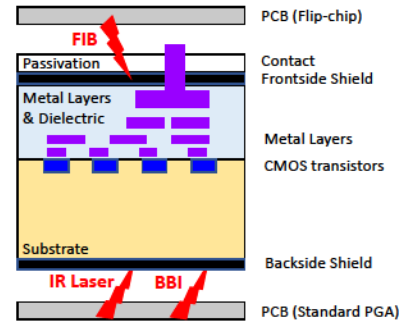 PCB (Flip-chip)
FIB
Passivation
Contact
Frontside Shield
Metal Layers
& Dielectric
Metal Layers
CMOS transistors
Substrate
Backside Shield
IR Laser
BBI
PCB (Standard PGA)